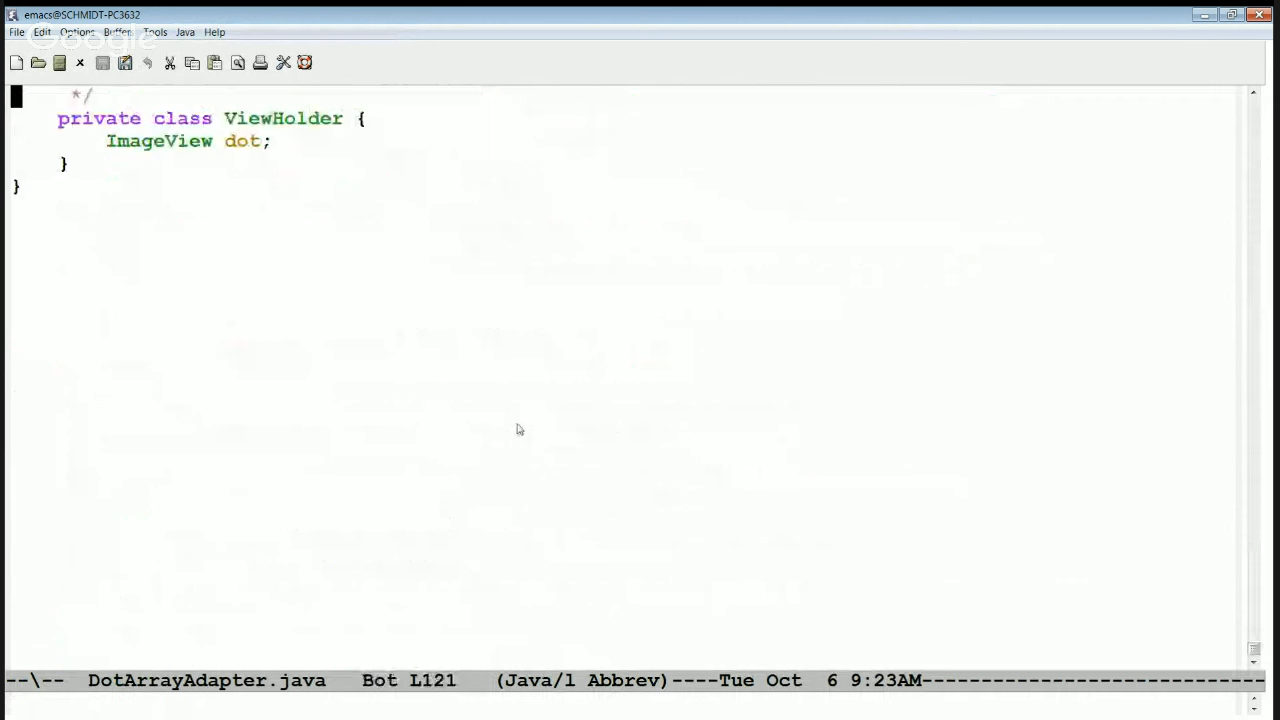 emacs@SCHMIDT-PC3632
File Edit Options Buffers Tools Java Help
Google
*/
private class ViewHolder {
ImageView dot;
}
}
--\-- DotArrayAdapter.java Bot L121 (Java/l Abbrev)----Tue Oct 6 9:23AM----------------------------